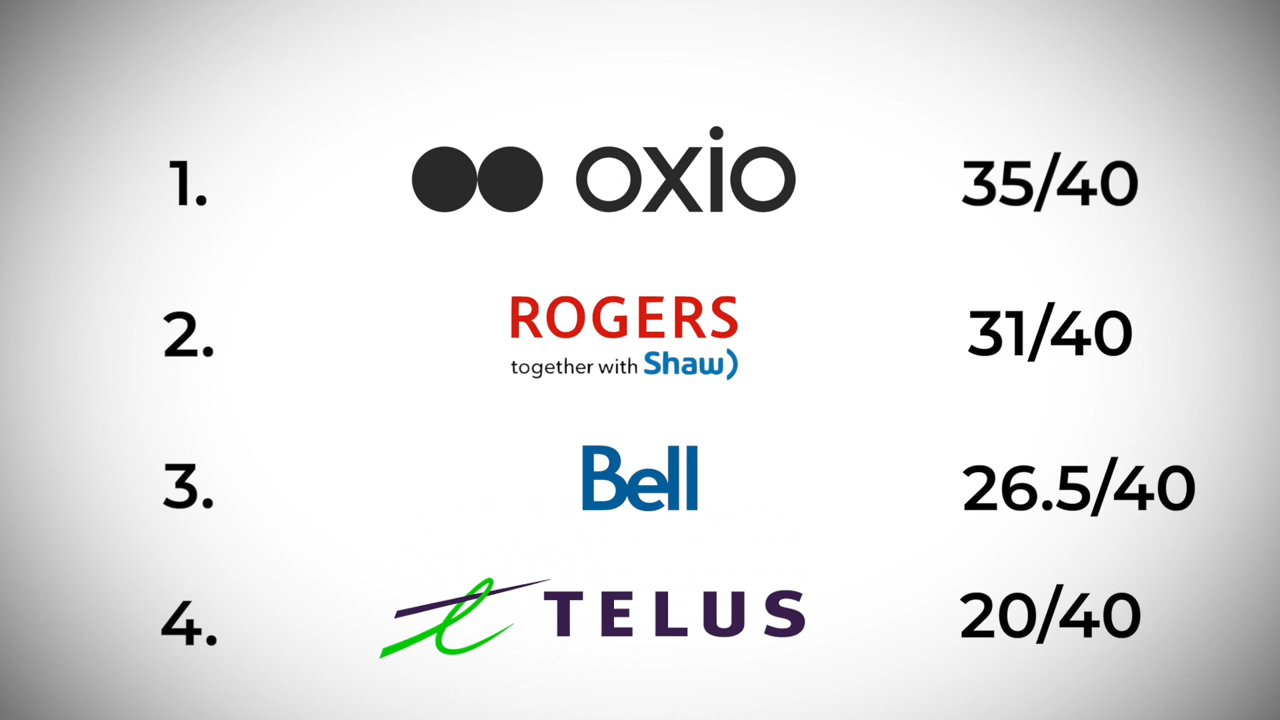 1. oxio 35/40
2. ROGERS 31/40
together with Shaw)
3. Bell 26.5/40
4. TELUS 20/40